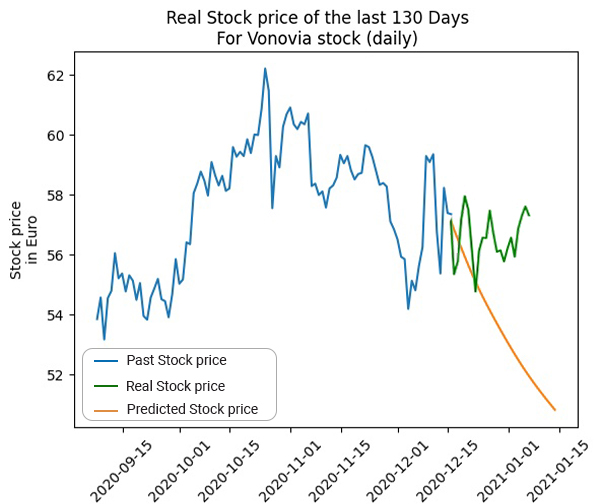 Real Stock price of the last 130 Days
For Vonovia stock (daily)
Stock price
in Euro
62
60
58
56
54
52
Past Stock price
Real Stock price
Predicted Stock price
2020-09-15
2020-10-01
2020-10-15
2020-11-01
2020-11-15
2020-12-01
2020-12-15
2021-01-01
2021-01-15